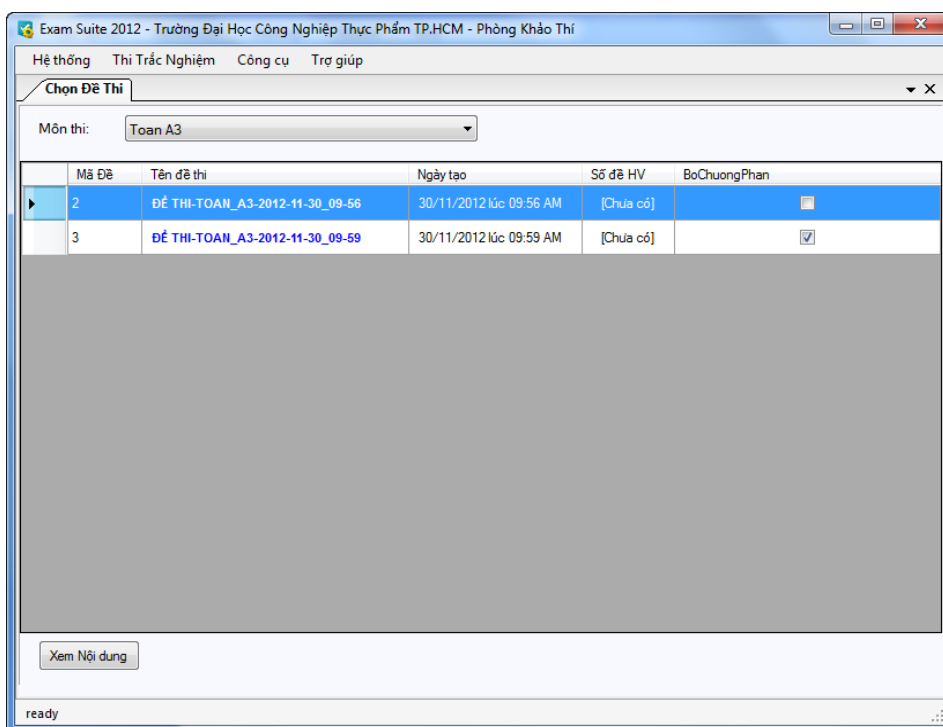 Exam Suite 2012 - Trường Đại Học Công Nghiệp Thực Phẩm TP.HCM - Phòng Khảo Thí
Hệ thống Thi Trắc Nghiệm Công cụ Trợ giúp
Chọn Đề Thi
Môn thi: Toan A3
Mã Đề Tên đề thi Ngày tạo Số đề HV BoChuongPhan
2 ĐỀ THI-TOAN_A3-2012-11-30_09-56 30/11/2012 lúc 09:56 AM [Chưa có]
3 ĐỀ THI-TOAN_A3-2012-11-30_09-59 30/11/2012 lúc 09:59 AM [Chưa có]
Xem Nội dung
ready